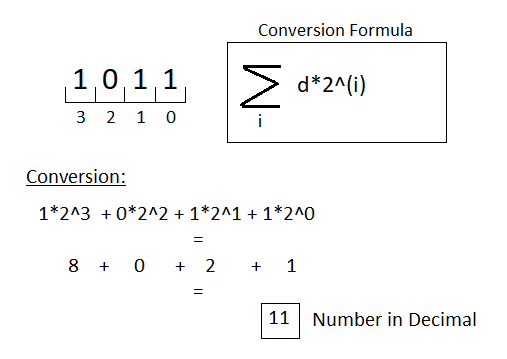 Conversion Formula
1 0 1 1
3 2 1 0
∑ d*2^(i)
i
Conversion:
1*2^3 + 0*2^2 + 1*2^1 + 1*2^0
=
8 + 0 + 2 + 1
=
11 Number in Decimal